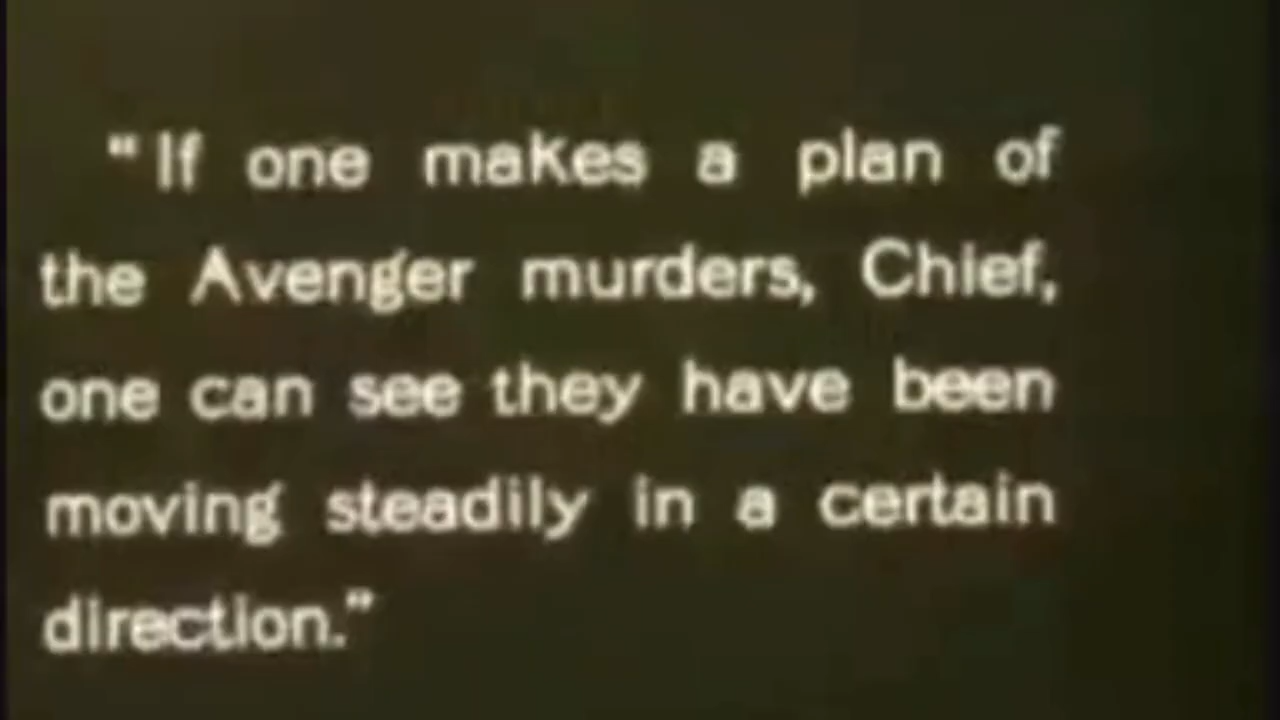 "If one makes a plan of
the Avenger murders, Chief,
one can see they have been
moving steadily in a certain
direction."